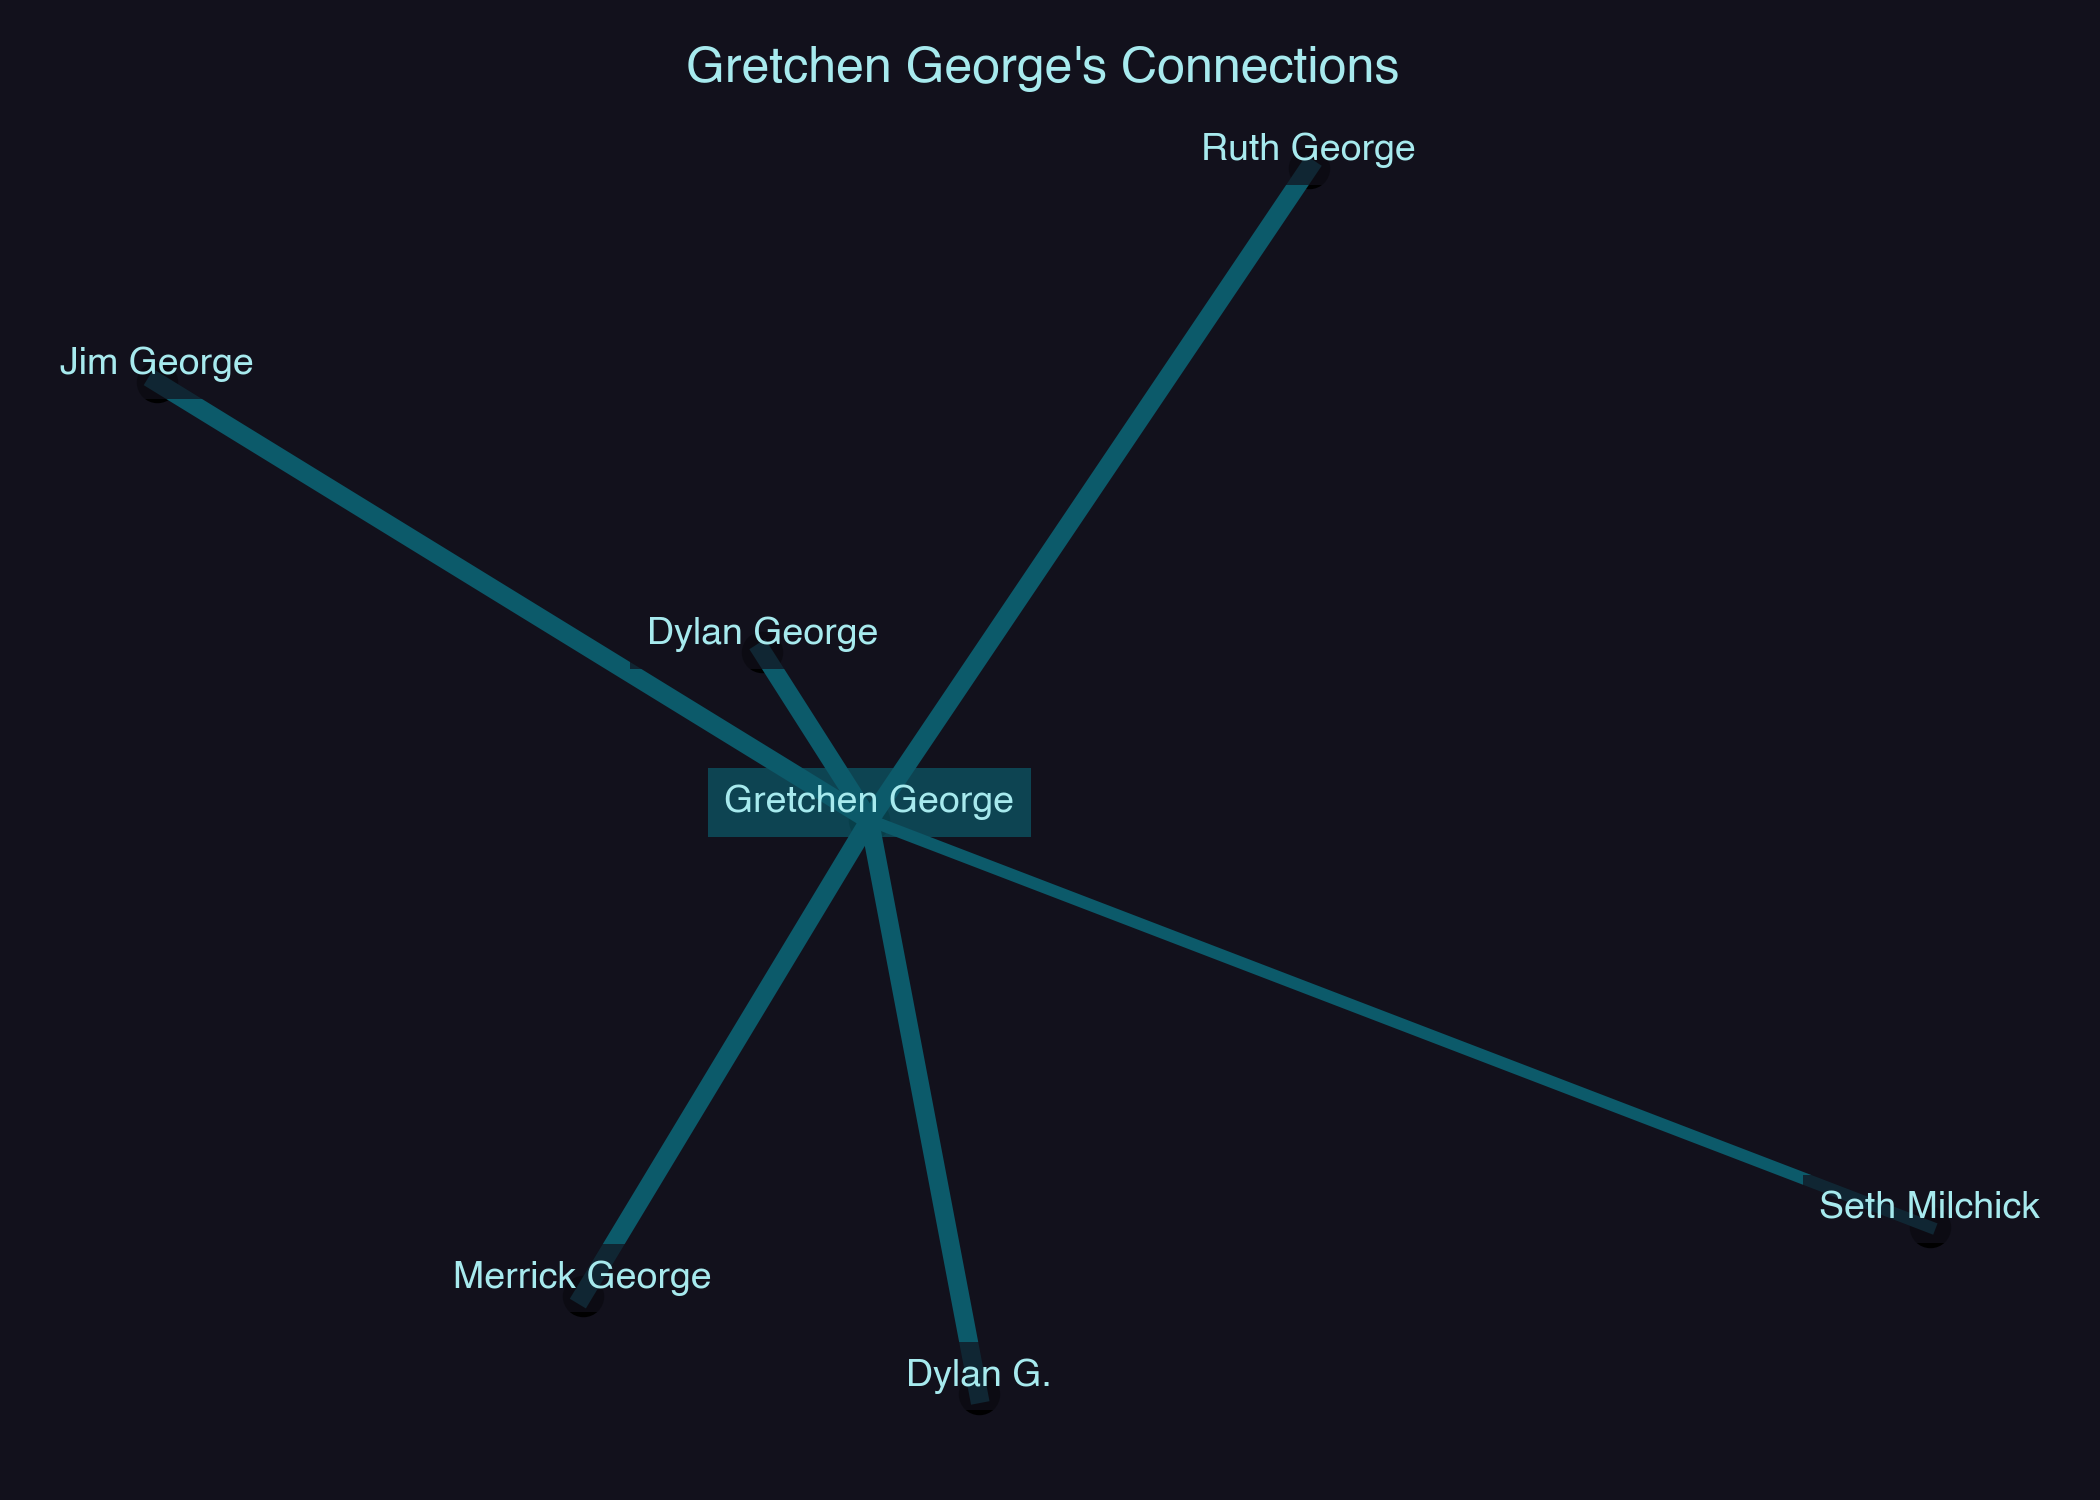 Gretchen George's Connections
Ruth George
Jim George
Dylan George
Gretchen George
Seth Milchick
Merrick George
Dylan G.